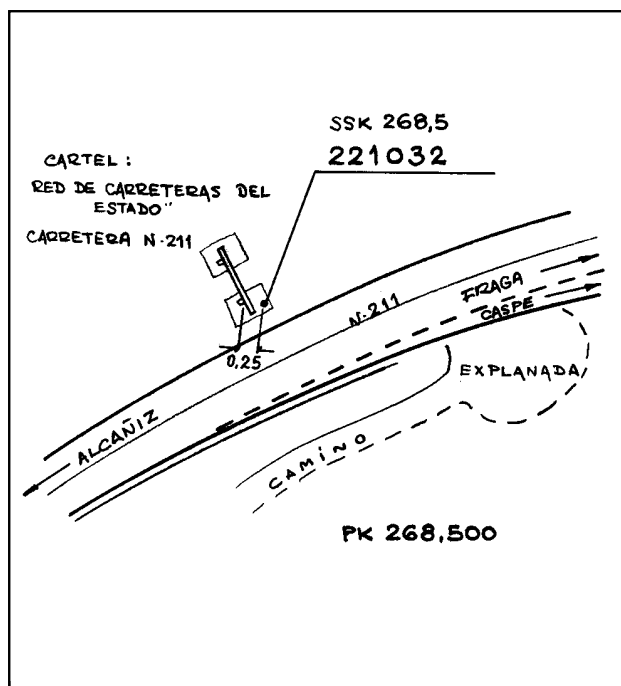 SSK 268,5
221032
CARTEL :
RED DE CARRETERAS DEL
ESTADO"
CARRETERA N-211
FRAGA
CASPE
N-211
0,25
EXPLANADA
ALCAÑIZ
CAMINO
PK 268,500